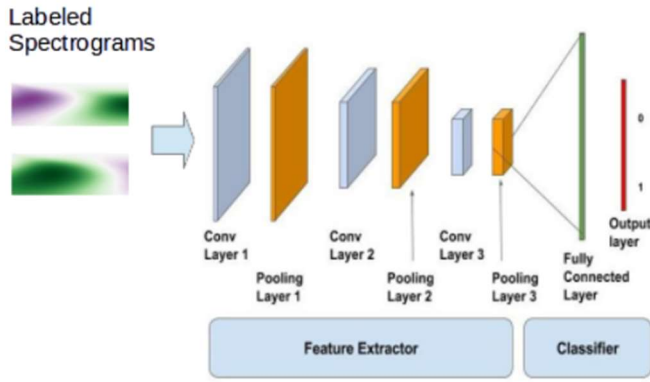 Labeled
Spectrograms
0
1
Conv
Layer 1
Pooling
Layer 1
Conv
Layer 2
Pooling
Layer 2
Conv
Layer 3
Pooling
Layer 3
Fully
Connected
Layer
Output
layer
Feature Extractor
Classifier